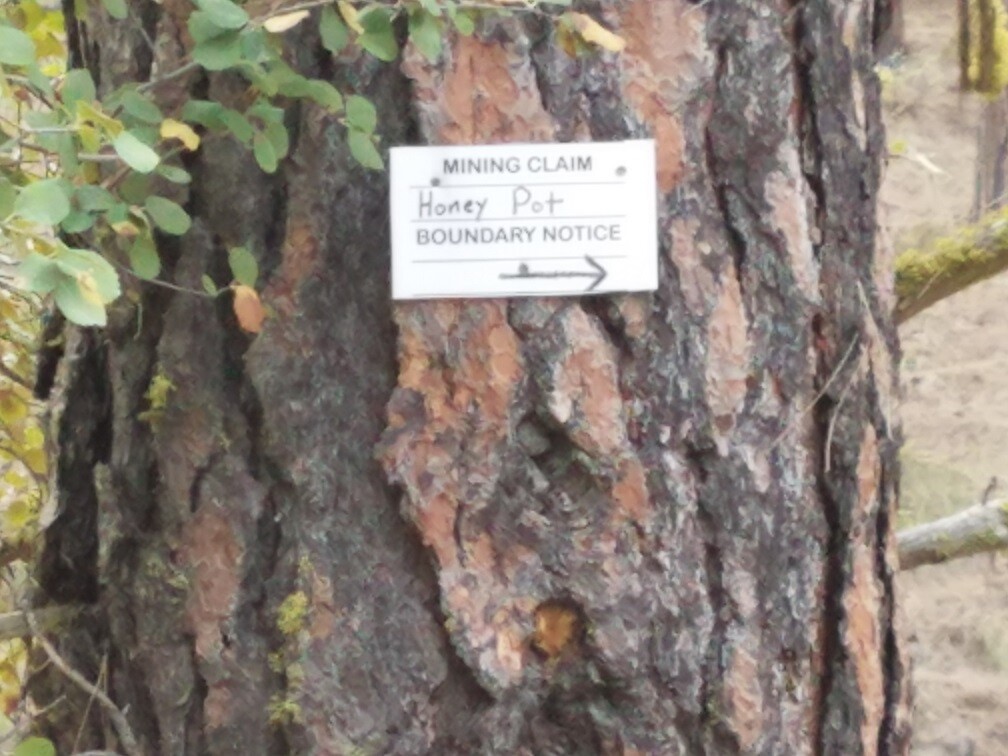 MINING CLAIM
Honey Pot
BOUNDARY NOTICE